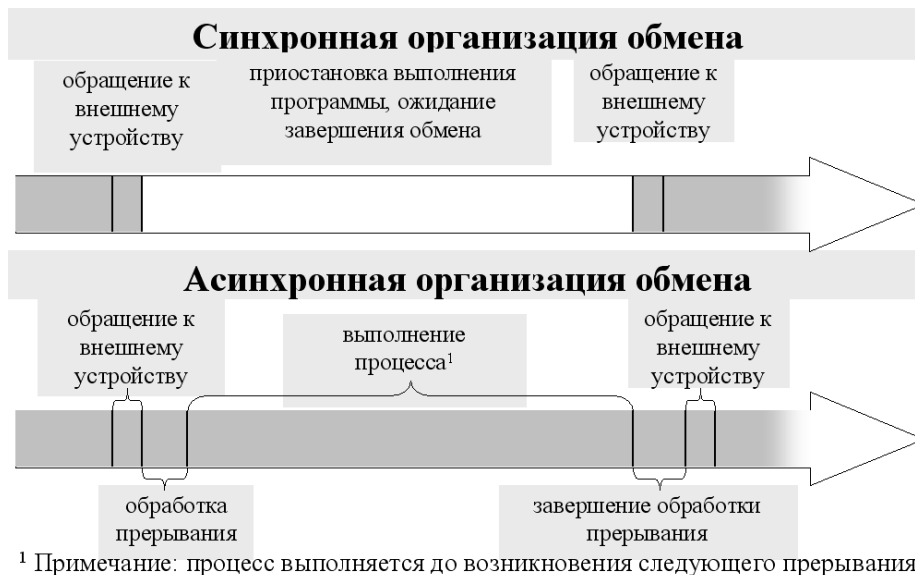 Синхронная организация обмена
обращение к
внешнему
устройству
приостановка выполнения
программы, ожидание
завершения обмена
обращение к
внешнему
устройству
Асинхронная организация обмена
обращение к
внешнему
устройству
выполнение
процесса¹
обращение к
внешнему
устройству
обработка
прерывания
завершение обработки
прерывания
¹ Примечание: процесс выполняется до возникновения следующего прерывания